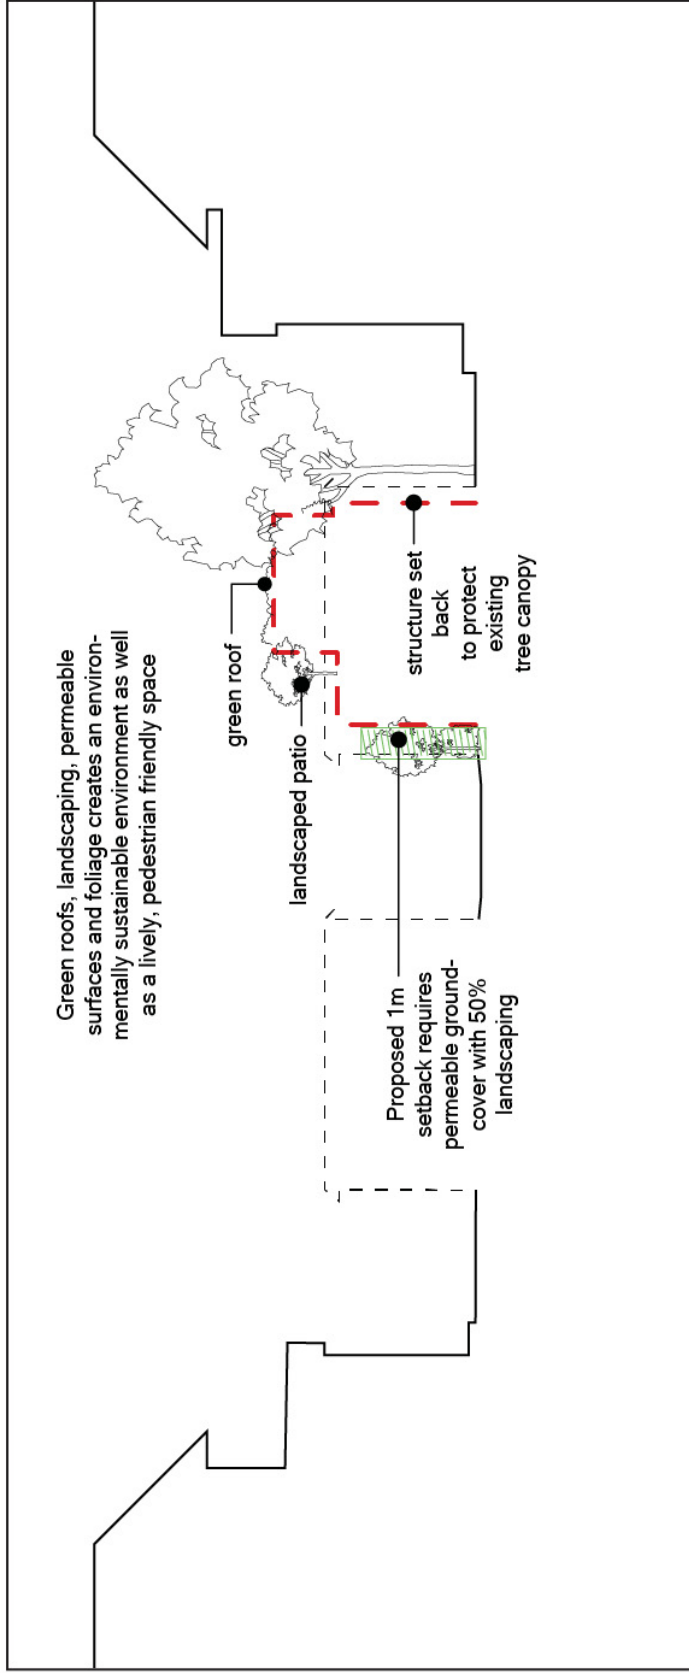 Green roofs, landscaping, permeable
surfaces and foliage creates an environ-
mentally sustainable environment as well
as a lively, pedestrian friendly space
green roof
landscaped patio
Proposed 1m
setback requires
permeable ground-
cover with 50%
landscaping
structure set
back
to protect
existing
tree canopy